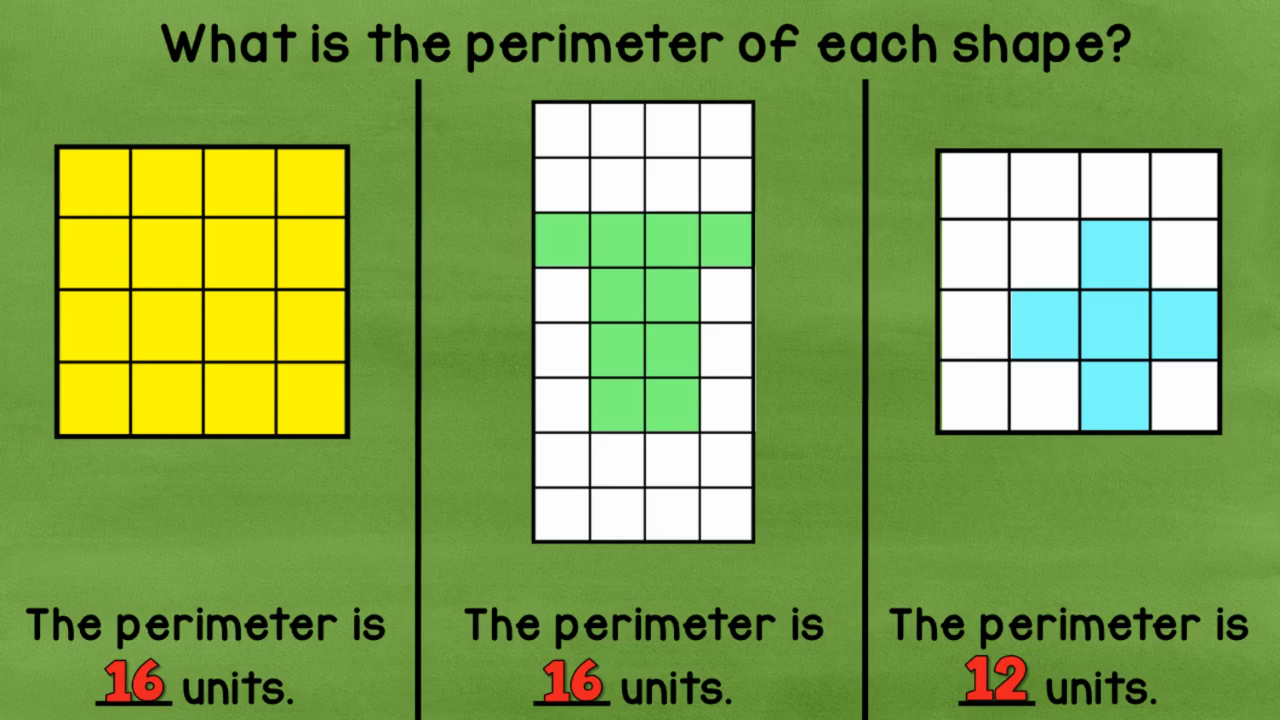 What is the perimeter of each shape?
The perimeter is
16 units.
The perimeter is
16 units.
The perimeter is
12 units.